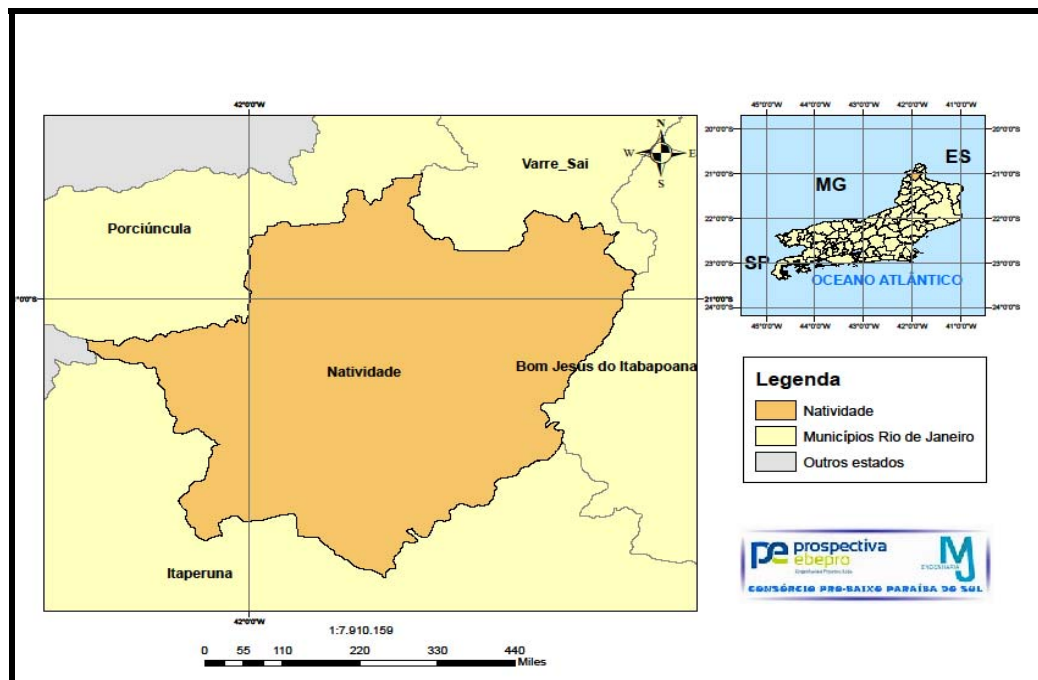 42°0'0"W
Varre_Sai
N
W
E
S
Porciúncula
21°0'0"S
Natividade
Bom Jesus do Itabapoana
Itaperuna
42°0'0"W
1:7.910.159
0 55 110 220 330 440
Miles
45°0'0"W 44°0'0"W 43°0'0"W 42°0'0"W 41°0'0"W
20°0'0"S 20°0'0"S
ES
21°0'0"S 21°0'0"S
MG
22°0'0"S 22°0'0"S
SP
23°0'0"S 23°0'0"S
OCEANO ATLÂNTICO
24°0'0"S 24°0'0"S
45°0'0"W 44°0'0"W 43°0'0"W 42°0'0"W 41°0'0"W
Legenda
Natividade
Municípios Rio de Janeiro
Outros estados
pe prospectiva
ebepro
MJ
ENGENHARIA
CONSÓRCIO PRO-BAIXO PARAÍBA DO SUL